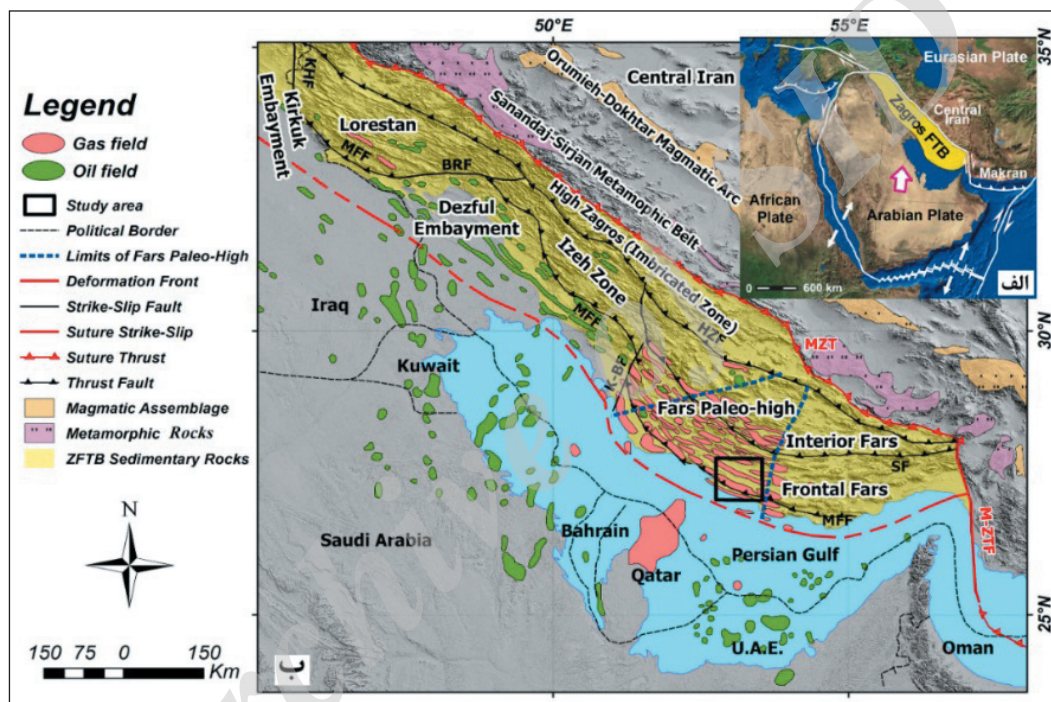 50°E
55°E
35°N
30°N
25°N
Legend
Gas field
Oil field
Study area
Political Border
Limits of Fars Paleo-High
Deformation Front
Strike-Slip Fault
Suture Strike-Slip
Suture Thrust
Thrust Fault
Magmatic Assemblage
Metamorphic Rocks
ZFTB Sedimentary Rocks
N
150 75 0 150
Km
KHF
Kirkuk
Embayment
Lorestan
MFF
BRF
Dezful
Embayment
Central Iran
Orumieh-Dokhtar Magmatic Arc
Sanandaj-Sirjan Metamophic Belt
High Zagros (Imbricated Zone)
Izeh Zone
MFF
HZF
K-BF
MZT
Iraq
Kuwait
Fars Paleo-high
Interior Fars
SF
Frontal Fars
MFF
M-ZTF
Saudi Arabia
Bahrain
Qatar
Persian Gulf
U.A.E.
Oman
ب
Eurasian Plate
Zagros FTB
Central
Iran
Makran
African
Plate
Arabian Plate
0 600 km
الف